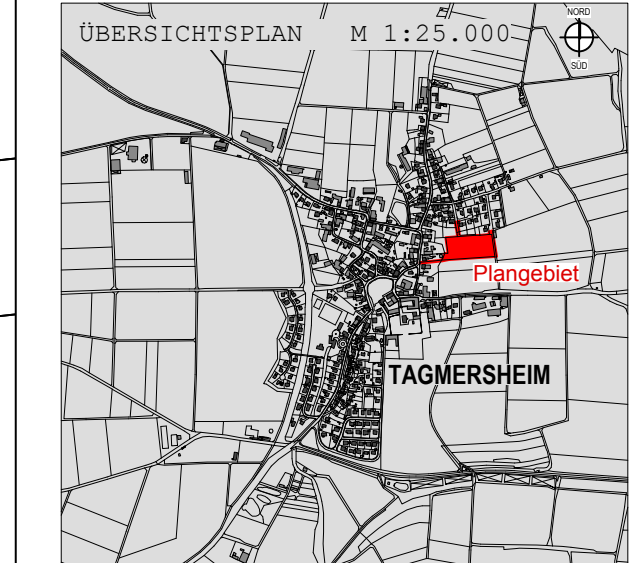 ÜBERSICHTSPLAN M 1:25.000
NORD
SÜD
Plangebiet
TAGMERSHEIM